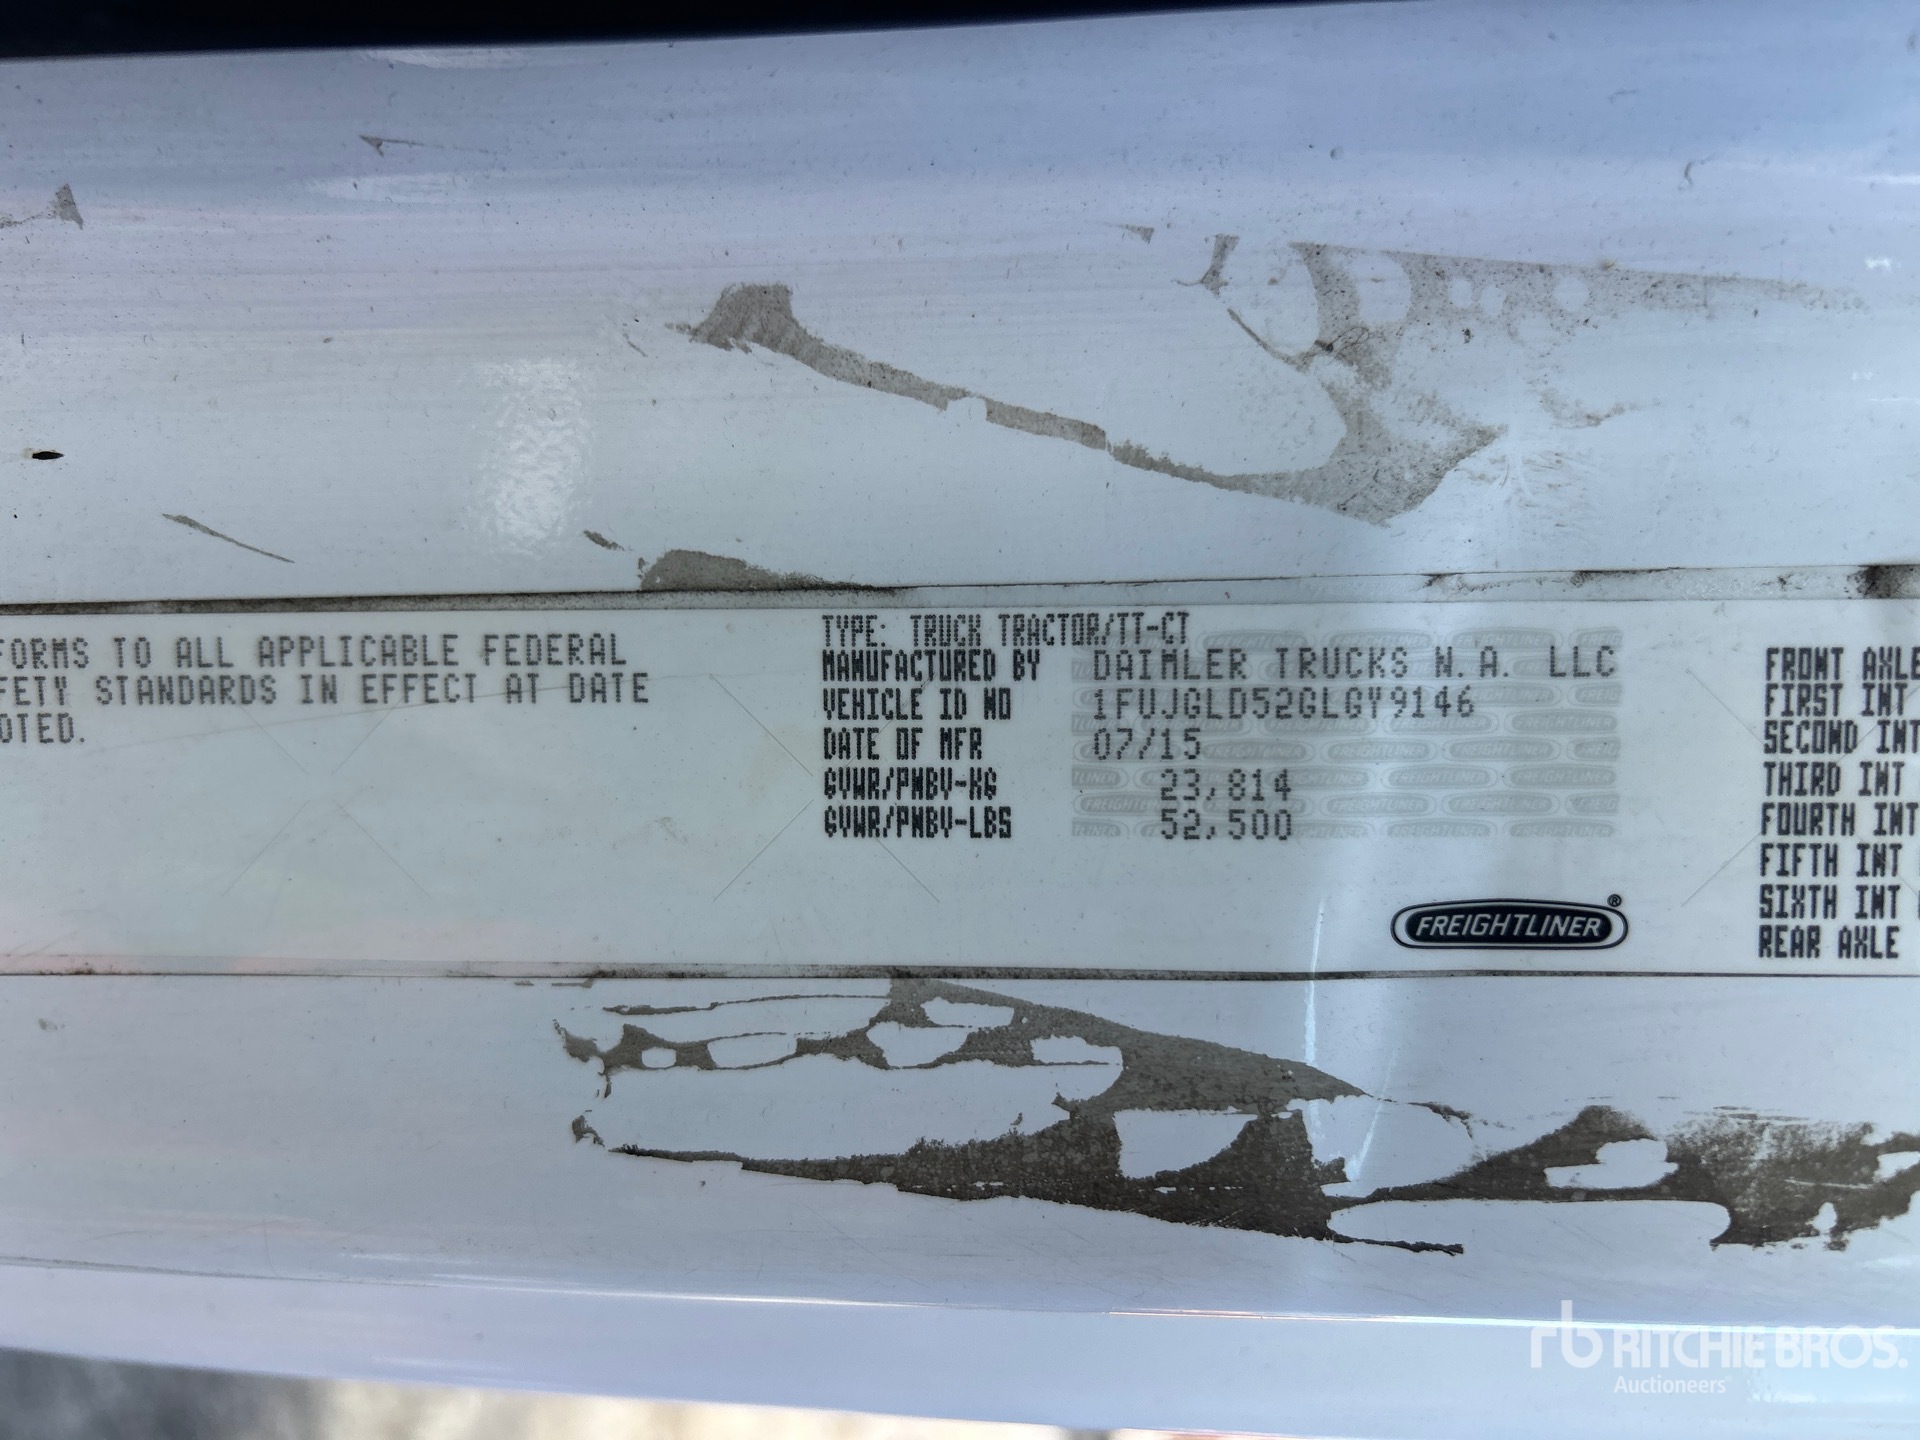 FORMS TO ALL APPLICABLE FEDERAL
FETY STANDARDS IN EFFECT AT DATE
OTED.
TYPE: TRUCK TRACTOR/TT-CT
MANUFACTURED BY DAIMLER TRUCKS N.A. LLC
VEHICLE ID NO 1FUJGLD52GLGY9146
DATE OF MFR 07/15
GVWR/PNBV-KG 23,814
GVWR/PNBV-LBS 52,500
FREIGHTLINER®
FRONT AXLE
FIRST INT
SECOND INT
THIRD INT
FOURTH INT
FIFTH INT
SIXTH INT
REAR AXLE
rb RITCHIE BROS.
Auctioneers